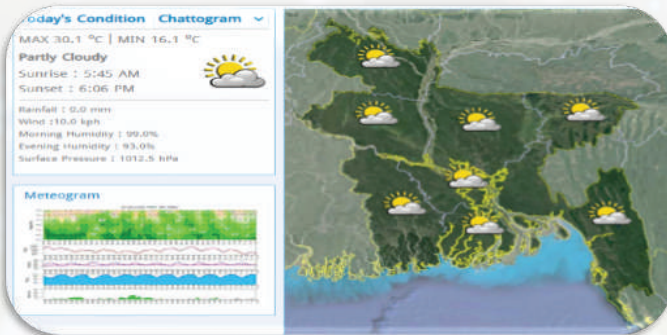 Today's Condition Chattogram
MAX 30.1 °C | MIN 16.1 °C
Partly Cloudy
Sunrise : 5:45 AM
Sunset : 6:06 PM
Rainfall : 0.0 mm
Wind :10.0 kph
Morning Humidity : 99.0%
Evening Humidity : 93.0%
Surface Pressure : 1012.5 hPa
Meteogram